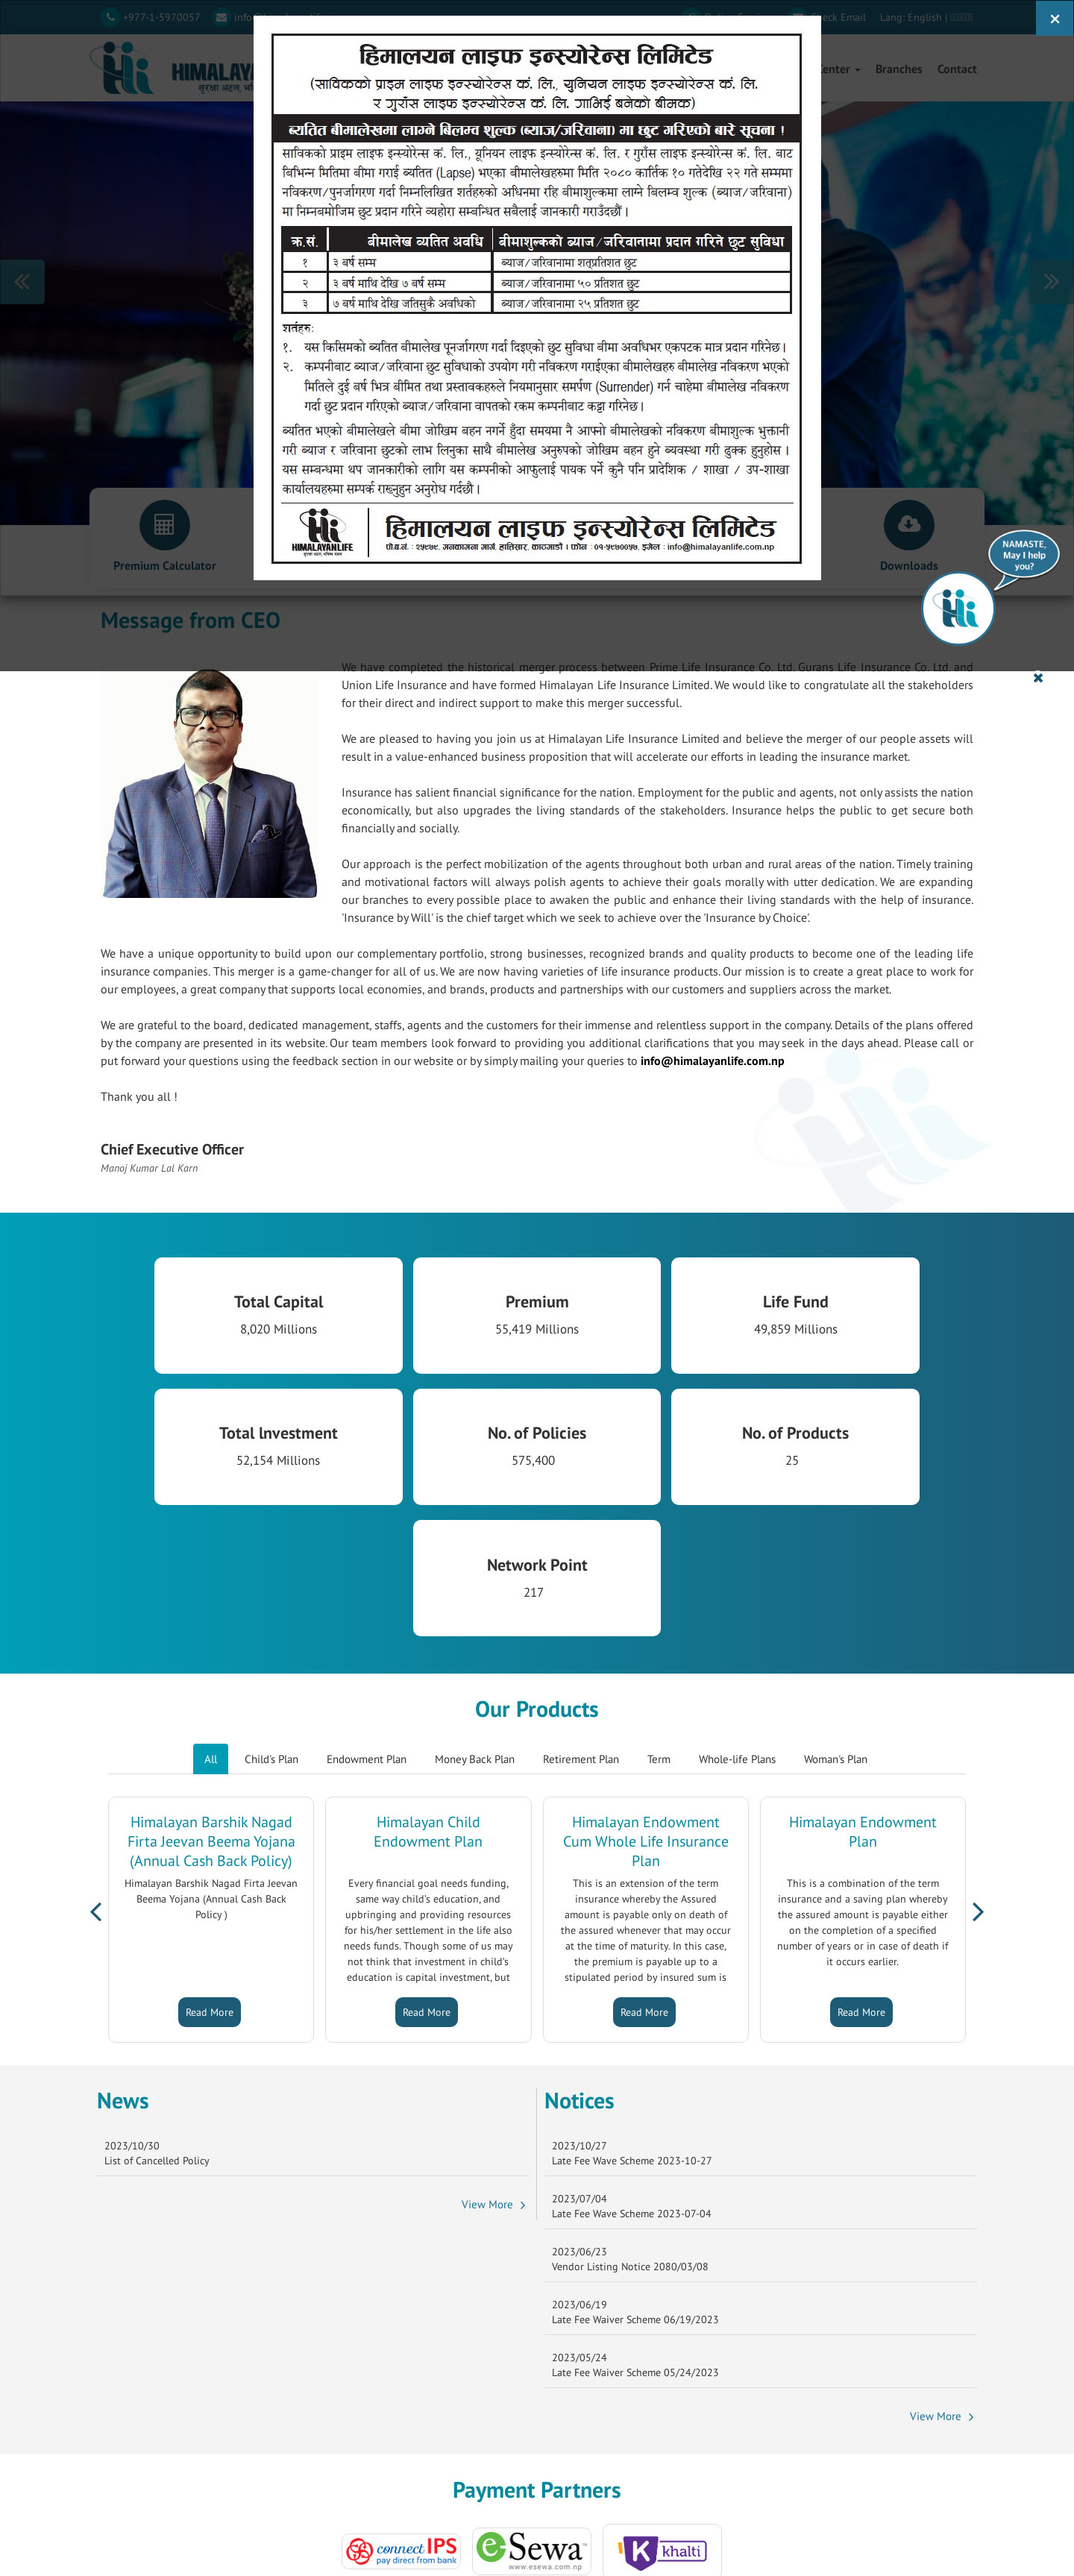 +977-1-5970057
Check Email
Lang: English |
HIMALAYA
Center
Branches
Contact
×
हिमालयन लाइफ इन्स्योरेन्स लिमिटेड
(साविकको प्राइम लाइफ इन्स्योरेन्स कं. लि., यूनियन लाइफ इन्स्योरेन्स कं. लि.
र गुराँस लाइफ इन्स्योरेन्स कं. लि. गाभिई बनेको बीमक)
ब्यतित बीमालेखमा लाग्ने बिलम्व शुल्क (ब्याज/जरिवाना) मा छुट गरिएको बारे सूचना !
साविकको प्राइम लाइफ इन्स्योरेन्स कं. लि., यूनियन लाइफ इन्स्योरेन्स कं. लि. र गुराँस लाइफ इन्स्योरेन्स कं. लि. बाट
बिभिन्न मितिमा बीमा गराई ब्यतित (Lapse) भएका बीमालेखहरुमा मिति २०८० कार्तिक १० गतेदेखि २२ गते सम्ममा
नविकरण/पुनर्जागरण गर्दा निम्नलिखित शर्तहरुको अधिनमा रहि बीमाशुल्कमा लाग्ने बिलम्व शुल्क (ब्याज/जरिवाना)
मा निम्नबमोजिम छुट प्रदान गरिने व्यहोरा सम्बन्धित सबैलाई जानकारी गराउँदछौं ।
क्र.सं. बीमालेख ब्यतित अवधि बीमाशुल्कको ब्याज/जरिवानामा प्रदान गरिने छुट सुविधा
१ ३ बर्ष सम्म ब्याज/जरिवानामा शत्प्रतिशत छुट
२ ३ बर्ष माथि देखि ७ बर्ष सम्म ब्याज/जरिवानामा ५० प्रतिशत छुट
३ ७ बर्ष माथि देखि जतिसुकै अवधिको ब्याज/जरिवानामा २५ प्रतिशत छुट
शर्तहरु:
१. यस किसिमको ब्यतित बीमालेख पूनर्जागरण गर्दा दिइएको छुट सुविधा बीमा अवधिभर एकपटक मात्र प्रदान गरिनेछ ।
२. कम्पनीबाट ब्याज/जरिवाना छुट सुविधाको उपयोग गरी नविकरण गराईएका बीमालेखहरु बीमालेख नविकरण भएको
मितिले दुई बर्ष भित्र बीमित तथा प्रस्तावकहरुले नियमानुसार समर्पण (Surrender) गर्न चाहेमा बीमालेख नविकरण
गर्दा छुट प्रदान गरिएको ब्याज/जरिवाना वापतको रकम कम्पनीबाट कट्टा गरिनेछ ।
ब्यतित भएको बीमालेखले बीमा जोखिम बहन नगर्ने हुँदा समयमा नै आफ्नो बीमालेखको नविकरण बीमाशुल्क भुक्तानी
गरी ब्याज र जरिवाना छुटको लाभ लिनुका साथै बीमालेख अनुरुपको जोखिम बहन हुने ब्यवस्था गरी ढुक्क हुनुहोस ।
यस सम्बन्धमा थप जानकारीको लागि यस कम्पनीको आफुलाई पायक पर्ने कुनै पनि प्रादेशिक / शाखा / उप-शाखा
कार्यालयहरुमा सम्पर्क राख्नुहुन अनुरोध गर्दछौं ।
HIMALAYANLIFE
हिमालयन लाइफ इन्स्योरेन्स लिमिटेड
info@himalayanlife.com.np
Premium Calculator
Downloads
NAMASTE,
May I help
you?
Message from CEO
We have completed the historical merger process between Prime Life Insurance Co. Ltd. Gurans Life Insurance Co. Ltd. and
Union Life Insurance and have formed Himalayan Life Insurance Limited. We would like to congratulate all the stakeholders
for their direct and indirect support to make this merger successful.
We are pleased to having you join us at Himalayan Life Insurance Limited and believe the merger of our people assets will
result in a value-enhanced business proposition that will accelerate our efforts in leading the insurance market.
Insurance has salient financial significance for the nation. Employment for the public and agents, not only assists the nation
economically, but also upgrades the living standards of the stakeholders. Insurance helps the public to get secure both
financially and socially.
Our approach is the perfect mobilization of the agents throughout both urban and rural areas of the nation. Timely training
and motivational factors will always polish agents to achieve their goals morally with utter dedication. We are expanding
our branches to every possible place to awaken the public and enhance their living standards with the help of insurance.
'Insurance by Will' is the chief target which we seek to achieve over the 'Insurance by Choice'.
We have a unique opportunity to build upon our complementary portfolio, strong businesses, recognized brands and quality products to become one of the leading life
insurance companies. This merger is a game-changer for all of us. We are now having varieties of life insurance products. Our mission is to create a great place to work for
our employees, a great company that supports local economies, and brands, products and partnerships with our customers and suppliers across the market.
We are grateful to the board, dedicated management, staffs, agents and the customers for their immense and relentless support in the company. Details of the plans offered
by the company are presented in its website. Our team members look forward to providing you additional clarifications that you may seek in the days ahead. Please call or
put forward your questions using the feedback section in our website or by simply mailing your queries to info@himalayanlife.com.np
Thank you all !
Chief Executive Officer
Manoj Kumar Lal Karn
Total Capital
8,020 Millions
Premium
55,419 Millions
Life Fund
49,859 Millions
Total Investment
52,154 Millions
No. of Policies
575,400
No. of Products
25
Network Point
217
Our Products
All Child's Plan Endowment Plan Money Back Plan Retirement Plan Term Whole-life Plans Woman's Plan
Himalayan Barshik Nagad
Firta Jeevan Beema Yojana
(Annual Cash Back Policy)
Himalayan Barshik Nagad Firta Jeevan
Beema Yojana (Annual Cash Back
Policy )
Read More
Himalayan Child
Endowment Plan
Every financial goal needs funding,
same way child's education, and
upbringing and providing resources
for his/her settlement in the life also
needs funds. Though some of us may
not think that investment in child's
education is capital investment, but
Read More
Himalayan Endowment
Cum Whole Life Insurance
Plan
This is an extension of the term
insurance whereby the Assured
amount is payable only on death of
the assured whenever that may occur
at the time of maturity. In this case,
the premium is payable up to a
stipulated period by insured sum is
Read More
Himalayan Endowment
Plan
This is a combination of the term
insurance and a saving plan whereby
the assured amount is payable either
on the completion of a specified
number of years or in case of death if
it occurs earlier.
Read More
News
2023/10/30
List of Cancelled Policy
View More
Notices
2023/10/27
Late Fee Wave Scheme 2023-10-27
2023/07/04
Late Fee Wave Scheme 2023-07-04
2023/06/23
Vendor Listing Notice 2080/03/08
2023/06/19
Late Fee Waiver Scheme 06/19/2023
2023/05/24
Late Fee Waiver Scheme 05/24/2023
View More
Payment Partners
connect IPS
pay direct from bank
eSewa
www.esewa.com.np
khalti